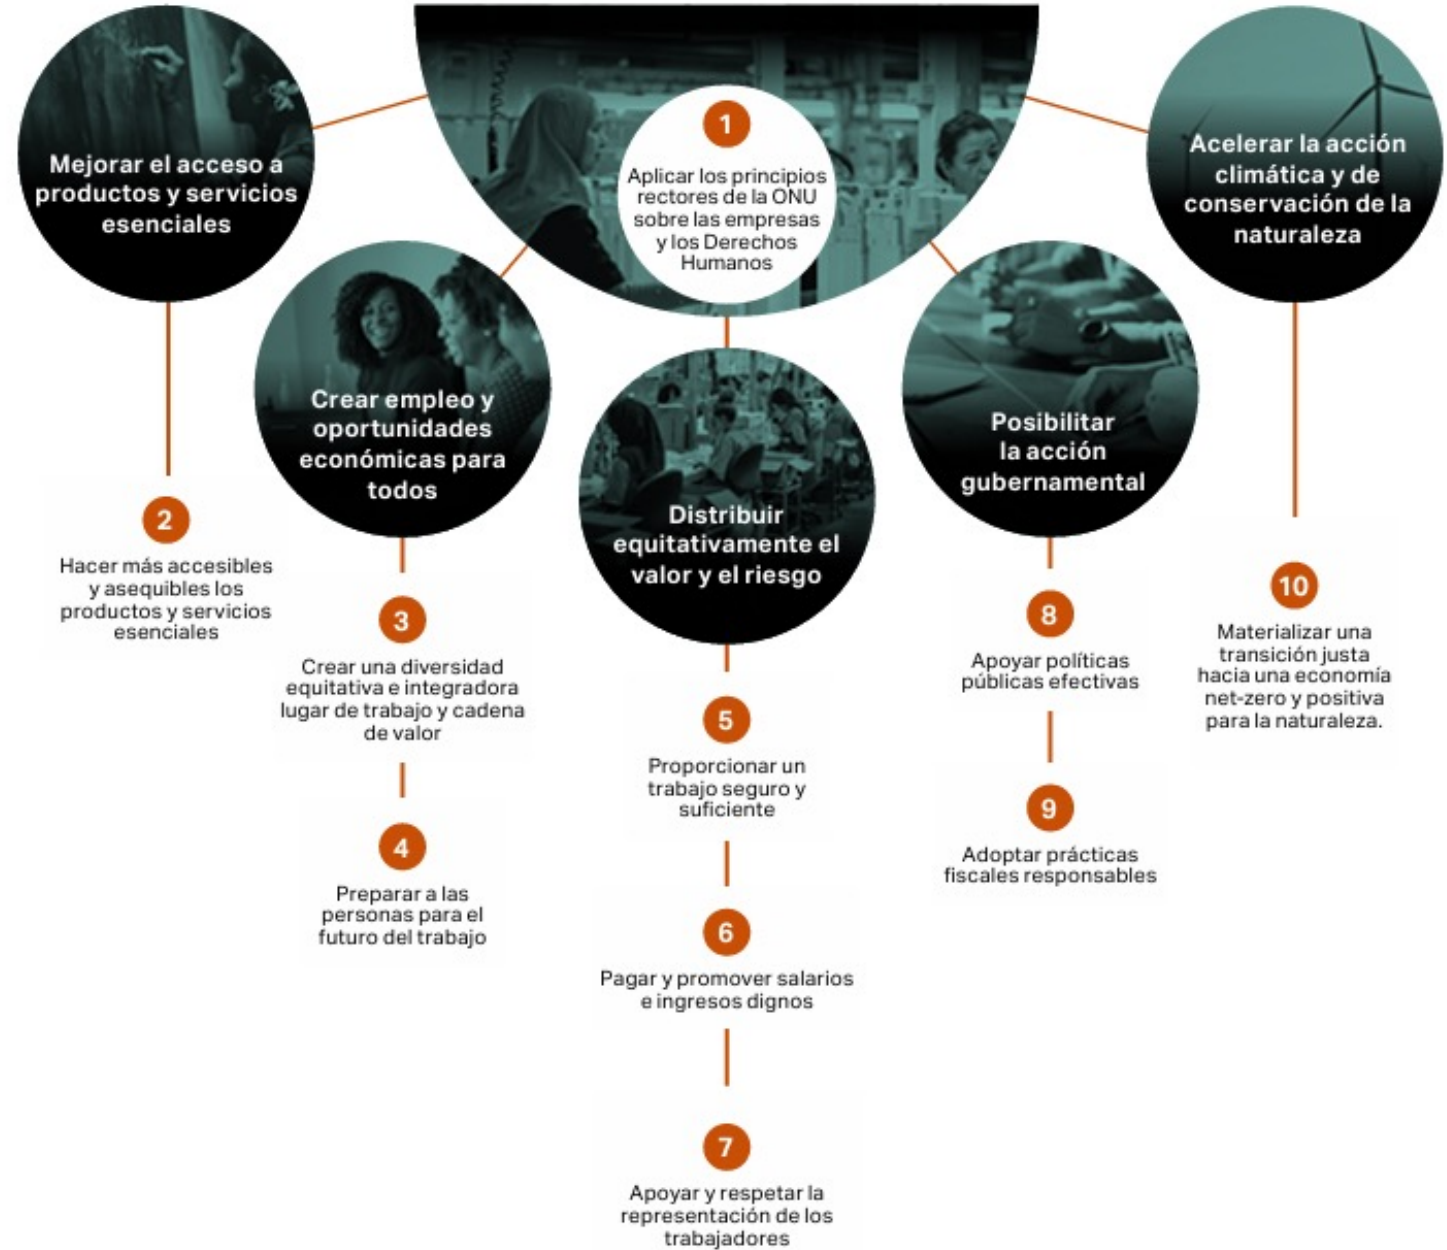 1
Aplicar los principios
rectores de la ONU
sobre las empresas
y los Derechos
Humanos
Mejorar el acceso a
productos y servicios
esenciales
2
Hacer más accesibles
y asequibles los
productos y servicios
esenciales
Crear empleo y
oportunidades
económicas para
todos
3
Crear una diversidad
equitativa e integradora
lugar de trabajo y cadena
de valor
4
Preparar a las
personas para el
futuro del trabajo
Distribuir
equitativamente el
valor y el riesgo
5
Proporcionar un
trabajo seguro y
suficiente
6
Pagar y promover salarios
e ingresos dignos
7
Apoyar y respetar la
representación de los
trabajadores
Posibilitar
la acción
gubernamental
8
Apoyar políticas
públicas efectivas
9
Adoptar prácticas
fiscales responsables
Acelerar la acción
climática y de
conservación de la
naturaleza
10
Materializar una
transición justa
hacia una economía
net-zero y positiva
para la naturaleza.